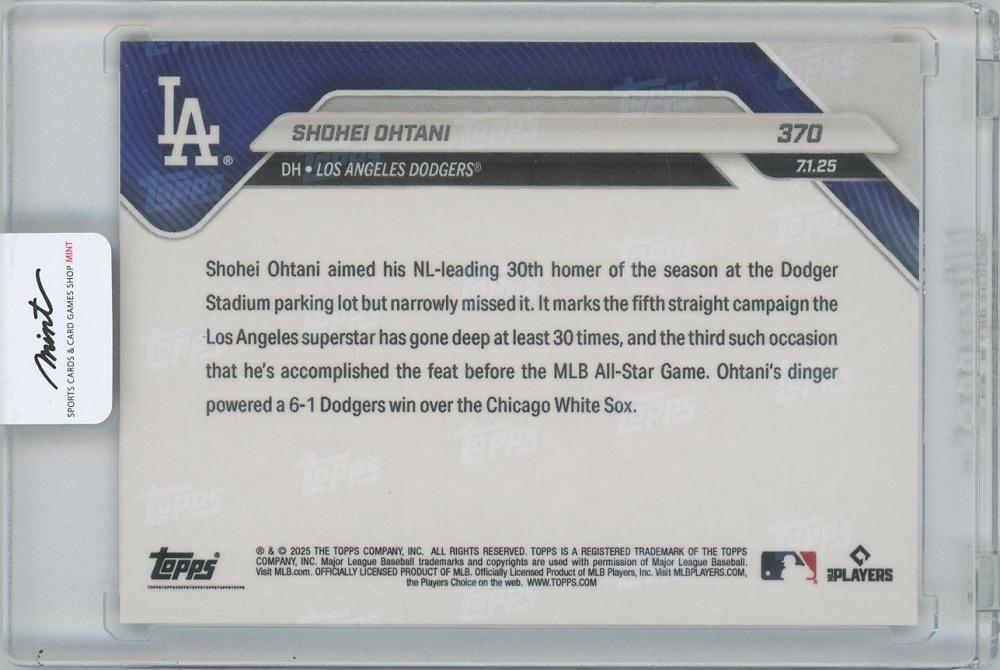 LA®
SHOHEI OHTANI
370
DH • LOS ANGELES DODGERS®
7.1.25
mint
SPORTS CARDS & CARD GAMES SHOP MINT
Shohei Ohtani aimed his NL-leading 30th homer of the season at the Dodger
Stadium parking lot but narrowly missed it. It marks the fifth straight campaign the
Los Angeles superstar has gone deep at least 30 times, and the third such occasion
that he's accomplished the feat before the MLB All-Star Game. Ohtani's dinger
powered a 6-1 Dodgers win over the Chicago White Sox.
Topps®
® & © 2025 THE TOPPS COMPANY, INC. ALL RIGHTS RESERVED. TOPPS IS A REGISTERED TRADEMARK OF THE TOPPS
COMPANY, INC. Major League Baseball trademarks and copyrights are used with permission of Major League Baseball.
Visit MLB.com. OFFICIALLY LICENSED PRODUCT OF MLB. Officially Licensed Product of MLB Players, Inc. Visit MLBPLAYERS.COM,
the Players Choice on the web. WWW.TOPPS.COM
MLB PLAYERS